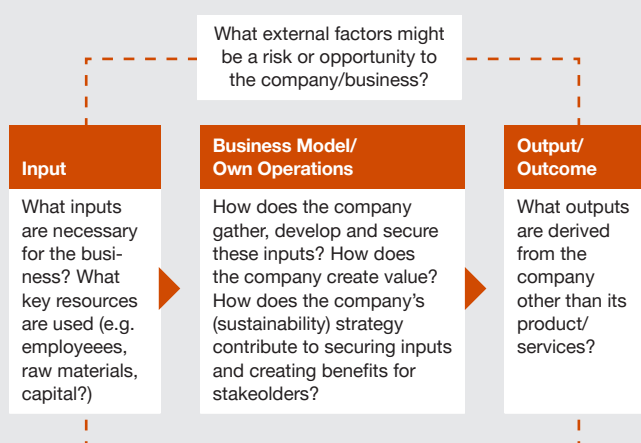 What external factors might
be a risk or opportunity to
the company/business?
Input
What inputs
are necessary
for the busi-
ness? What
key resources
are used (e.g.
employeees,
raw materials,
capital?)
Business Model/
Own Operations
How does the company
gather, develop and secure
these inputs? How does
the company create value?
How does the company's
(sustainability) strategy
contribute to securing inputs
and creating benefits for
stakeolders?
Output/
Outcome
What outputs
are derived
from the
company
other than its
product/
services?